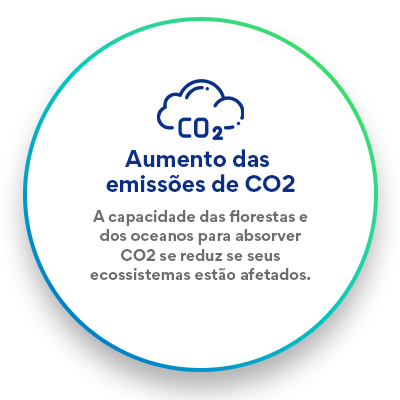 CO2
Aumento das
emissões de CO2
A capacidade das florestas e
dos oceanos para absorver
CO2 se reduz se seus
ecossistemas estão afetados.